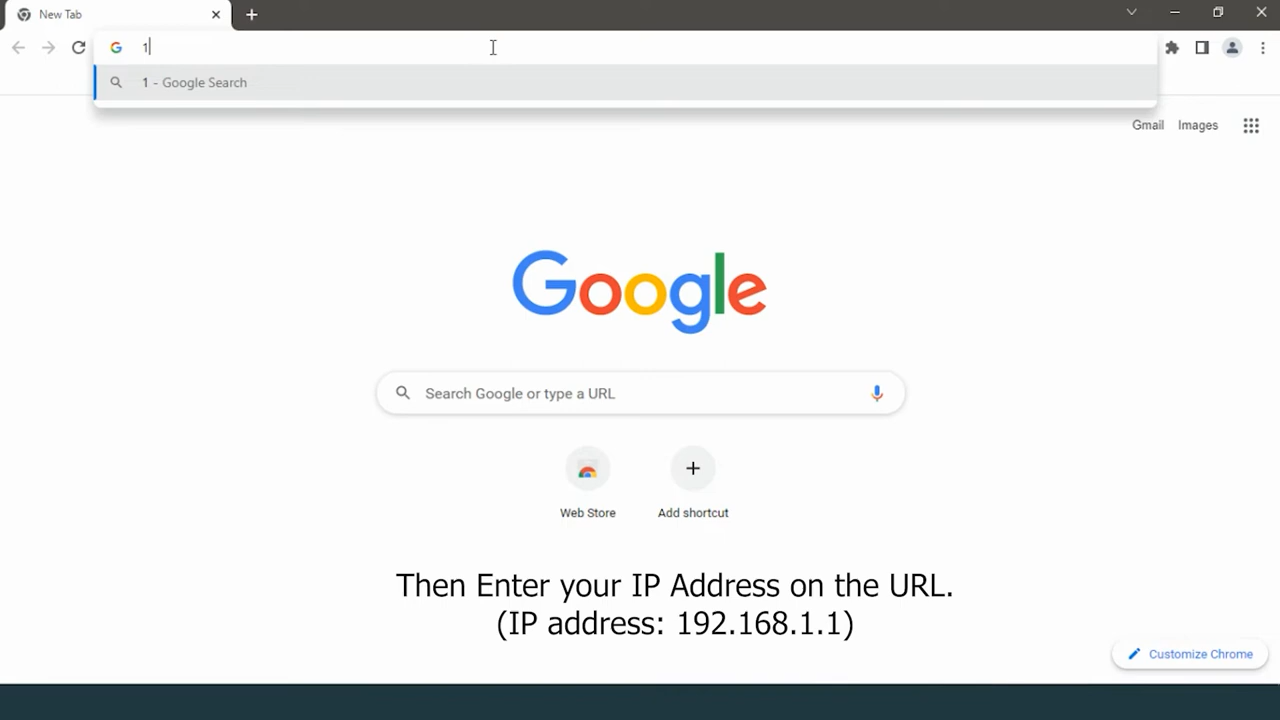 New Tab
1
1 - Google Search
Gmail Images
Google
Search Google or type a URL
Web Store Add shortcut
Then Enter your IP Address on the URL.
(IP address: 192.168.1.1)
Customize Chrome